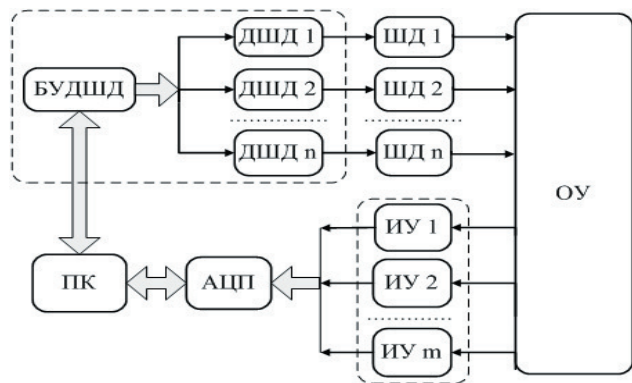 ДШД 1
ШД 1
БУДШД
ДШД 2
ШД 2
ДШД n
ШД n
ОУ
ИУ 1
ПК
АЦП
ИУ 2
ИУ m